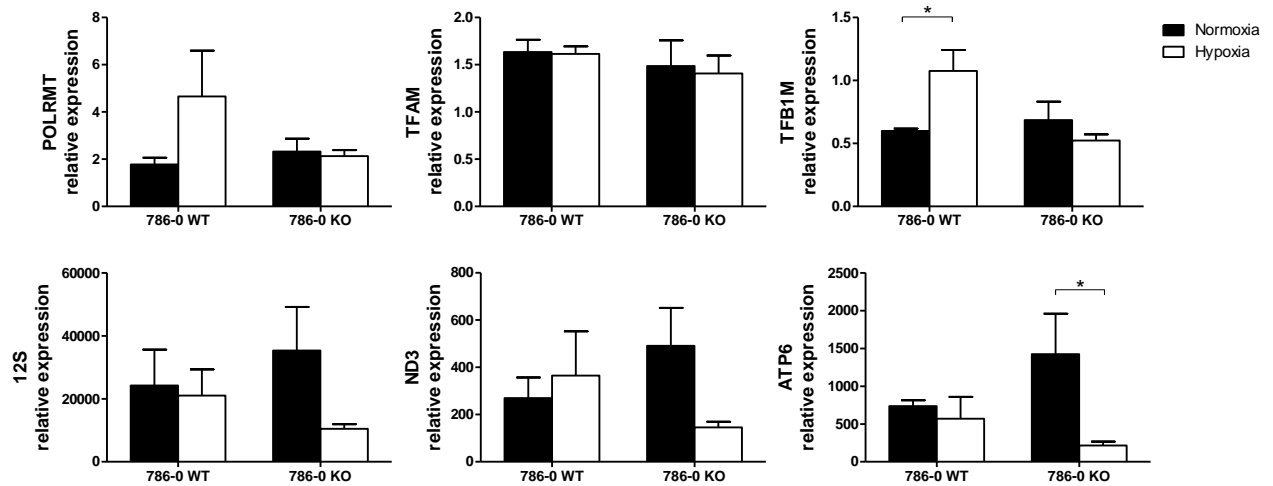 POLRMT
relative expression
8
6
4
2
0
786-0 WT
786-0 KO
TFAM
relative expression
2.0
1.5
1.0
0.5
0.0
786-0 WT
786-0 KO
TFB1M
relative expression
1.5
1.0
0.5
0.0
*
786-0 WT
786-0 KO
Normoxia
Hypoxia
12S
relative expression
60000
40000
20000
0
786-0 WT
786-0 KO
ND3
relative expression
800
600
400
200
0
786-0 WT
786-0 KO
ATP6
relative expression
2500
2000
1500
1000
500
0
*
786-0 WT
786-0 KO